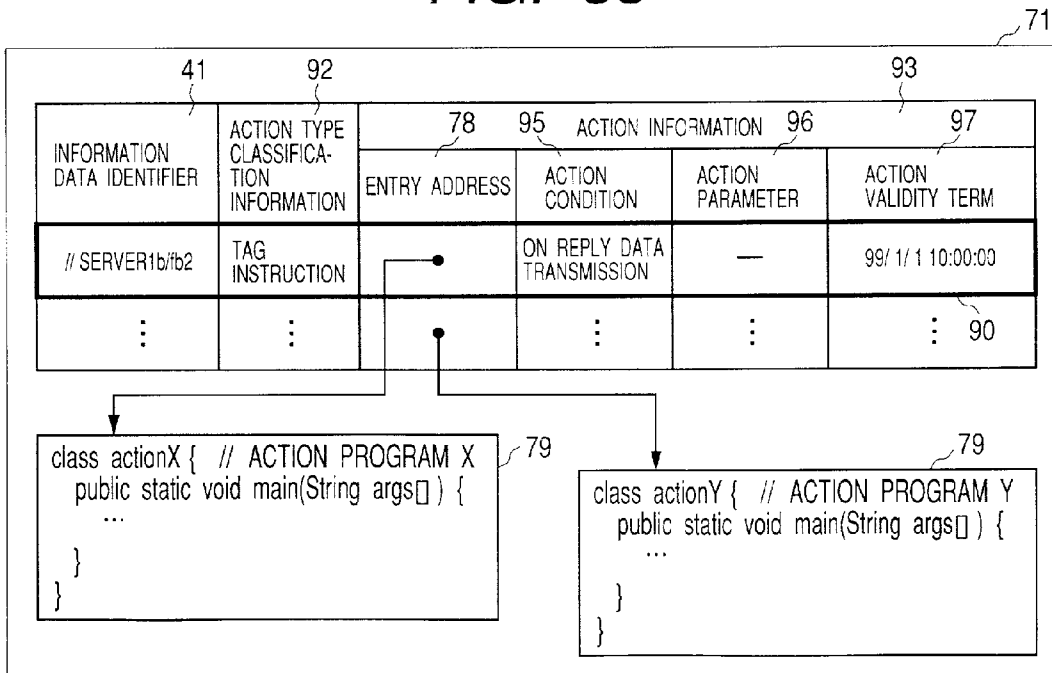 71
41
92
93
INFORMATION
DATA IDENTIFIER
ACTION TYPE
CLASSIFICA-
TION
INFORMATION
78
95
ACTION INFORMATION
96
97
ENTRY ADDRESS
ACTION
CONDITION
ACTION
PARAMETER
ACTION
VALIDITY TERM
// SERVER1b/fb2
TAG
INSTRUCTION
ON REPLY DATA
TRANSMISSION
—
99/ 1/ 1 10:00:00
90
class actionX { // ACTION PROGRAM X
public static void main(String args[] ) {
...
}
}
79
class actionY { // ACTION PROGRAM Y
public static void main(String args[] ) {
...
}
}
79